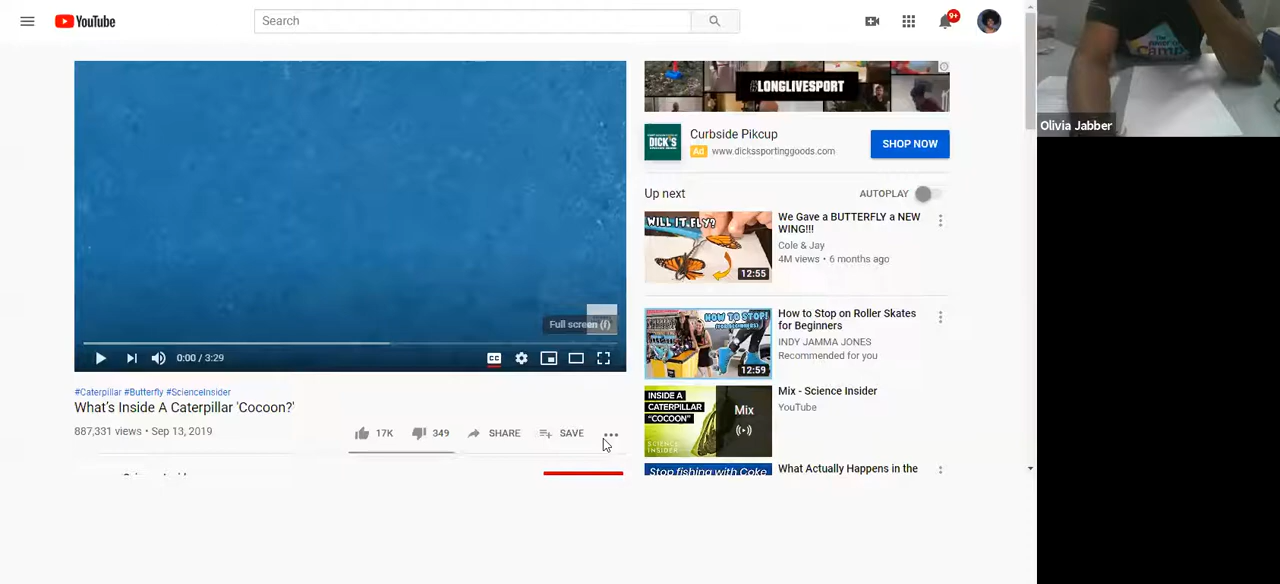 YouTube
Search
9+
Olivia Jabber
Full screen (f)
0:00 / 3:29
CC
#Caterpillar #Butterfly #ScienceInsider
What's Inside A Caterpillar 'Cocoon?'
887,331 views • Sep 13, 2019
17K
349
SHARE
SAVE
#LONGLIVESPORT
DICK'S
Curbside Pikcup
Ad www.dickssportinggoods.com
SHOP NOW
Up next
AUTOPLAY
WILL IT FLY?
12:55
We Gave a BUTTERFLY a NEW
WING!!!
Cole & Jay
4M views • 6 months ago
HOW TO STOP!
(FOR BEGINNERS)
12:59
How to Stop on Roller Skates
for Beginners
INDY JAMMA JONES
Recommended for you
INSIDE A
CATERPILLAR
"COCOON"
SCIENCE
INSIDER
Mix
Mix - Science Insider
YouTube
Stop fishing with Coke
What Actually Happens in the